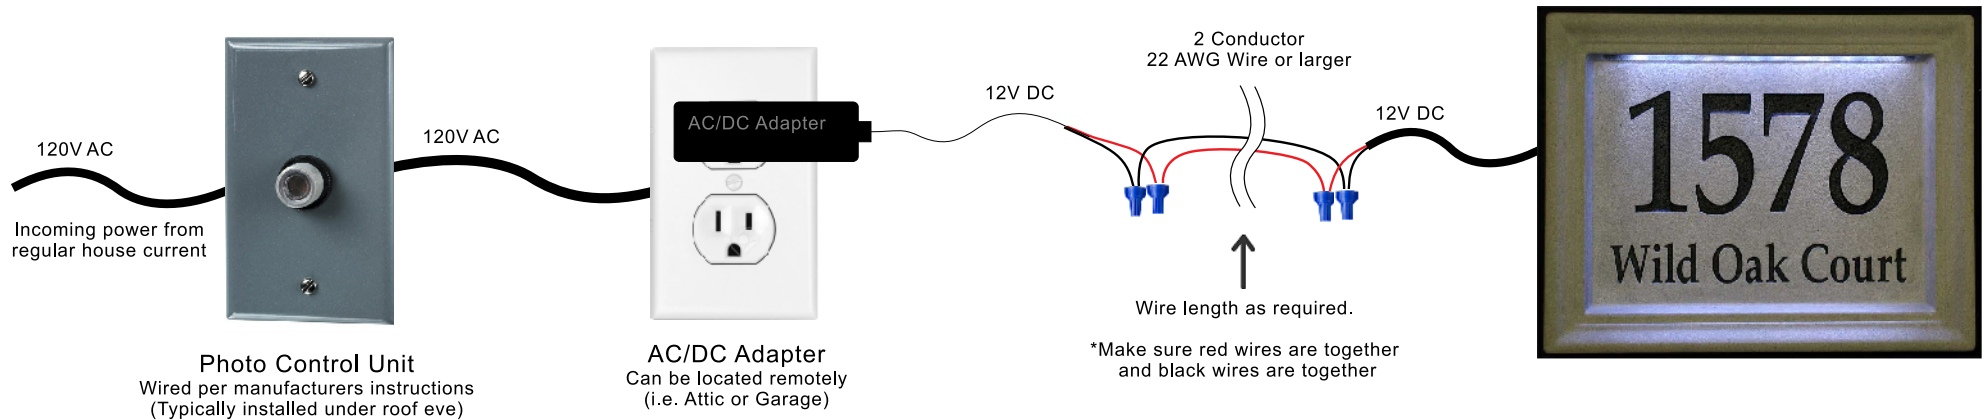 120V AC
Incoming power from
regular house current
Photo Control Unit
Wired per manufacturers instructions
(Typically installed under roof eve)
120V AC
AC/DC Adapter
AC/DC Adapter
Can be located remotely
(i.e. Attic or Garage)
12V DC
2 Conductor
22 AWG Wire or larger
Wire length as required.
*Make sure red wires are together
and black wires are together
12V DC
1578
Wild Oak Court